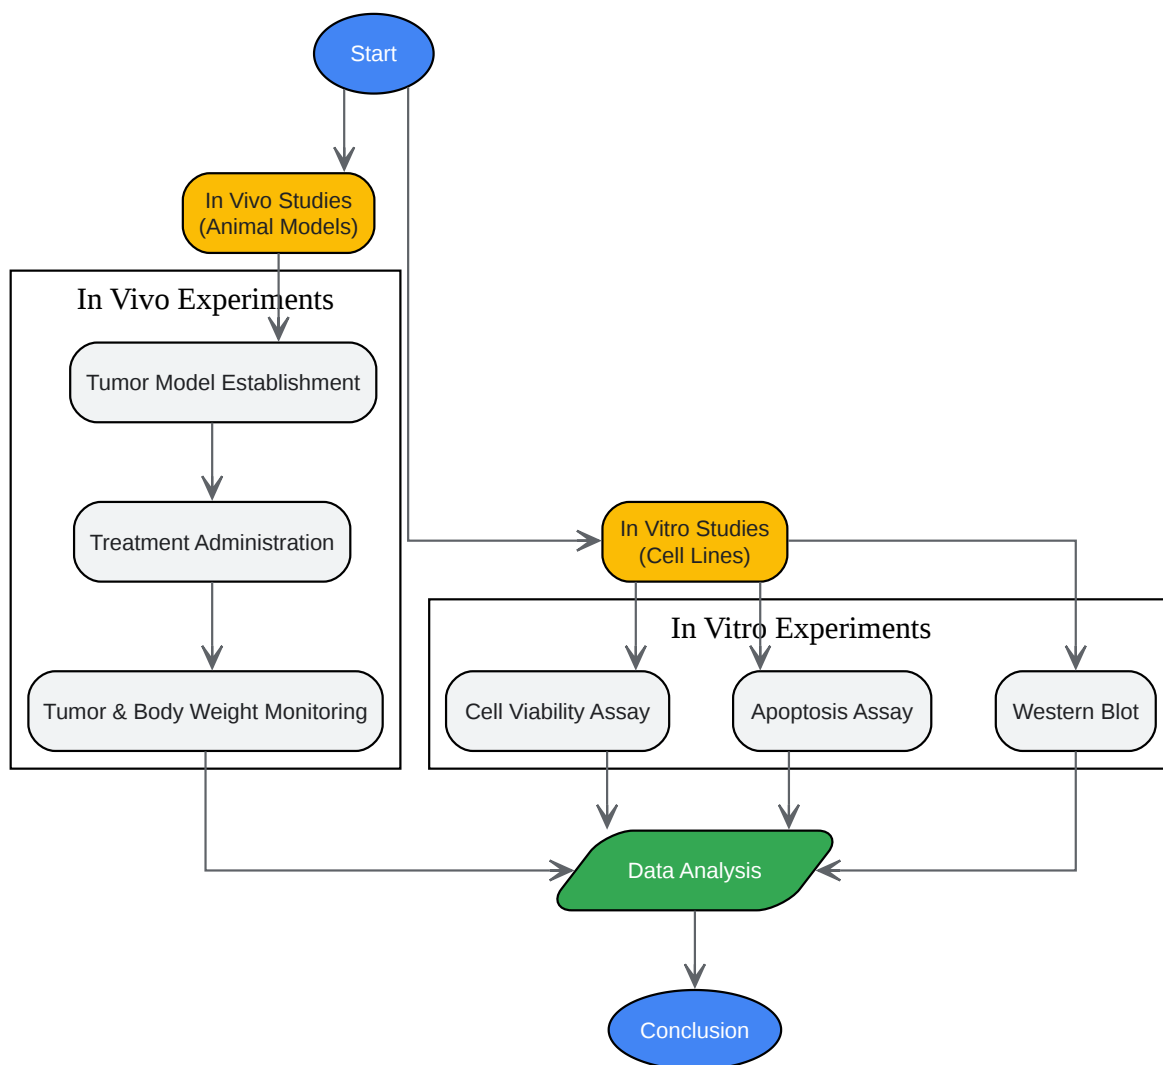 Start
In Vivo Studies
(Animal Models)
In Vivo Experiments
Tumor Model Establishment
Treatment Administration
Tumor & Body Weight Monitoring
In Vitro Studies
(Cell Lines)
In Vitro Experiments
Cell Viability Assay
Apoptosis Assay
Western Blot
Data Analysis
Conclusion